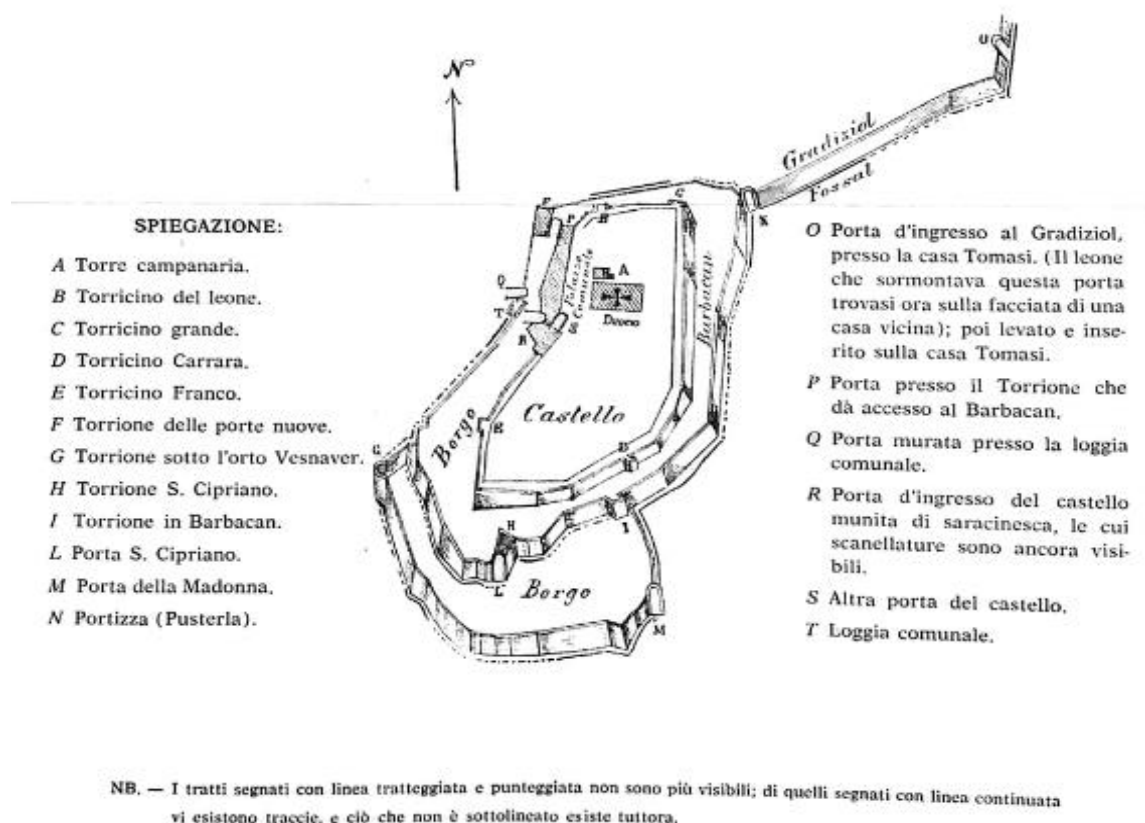 N
Gradiziol
Fossal
SPIEGAZIONE:
A Torre campanaria.
B Torricino del leone.
C Torricino grande.
D Torricino Carrara.
E Torricino Franco.
F Torrione delle porte nuove.
G Torrione sotto l'orto Vesnaver.
H Torrione S. Cipriano.
I Torrione in Barbacan.
L Porta S. Cipriano.
M Porta della Madonna.
N Portizza (Pusterla).
F
P
B
C
N
Q
T
R
S
Palazzo
Comunale
A
Duomo
Barbacan
Castello
Borgo
E
G
D
H
I
L
Borgo
M
O Porta d'ingresso al Gradiziol,
presso la casa Tomasi. (Il leone
che sormontava questa porta
trovasi ora sulla facciata di una
casa vicina); poi levato e inse-
rito sulla casa Tomasi.
P Porta presso il Torrione che
dà accesso al Barbacan.
Q Porta murata presso la loggia
comunale.
R Porta d'ingresso del castello
munita di saracinesca, le cui
scanellature sono ancora visi-
bili.
S Altra porta del castello.
T Loggia comunale.
NB. — I tratti segnati con linea tratteggiata e punteggiata non sono più visibili; di quelli segnati con linea continuata
vi esistono traccie, e ciò che non è sottolineato esiste tuttora.